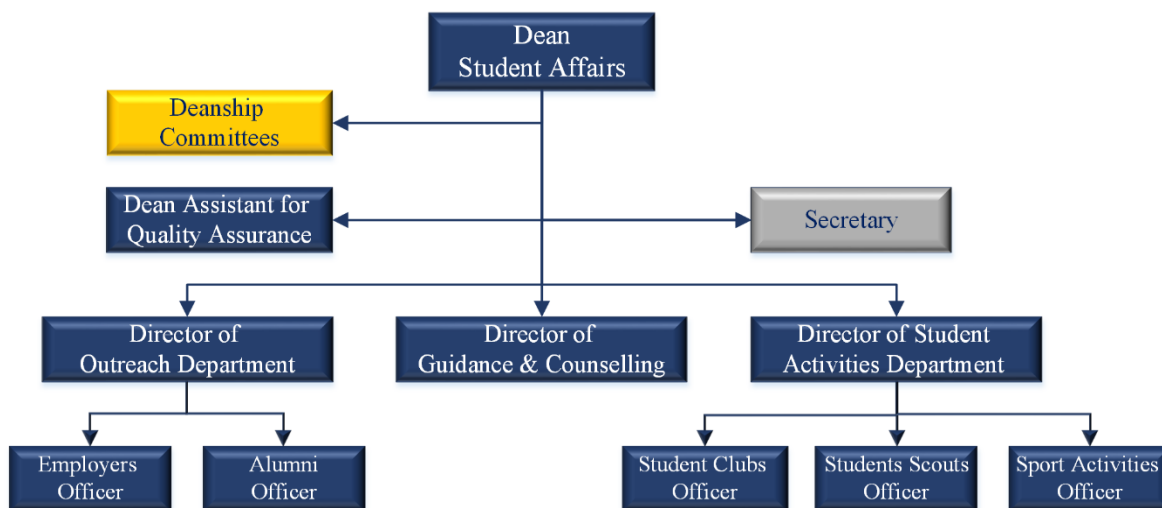 Dean
Student Affairs
Deanship
Committees
Dean Assistant for
Quality Assurance
Secretary
Director of
Outreach Department
Director of
Guidance & Counselling
Director of Student
Activities Department
Employers
Officer
Alumni
Officer
Student Clubs
Officer
Students Scouts
Officer
Sport Activities
Officer